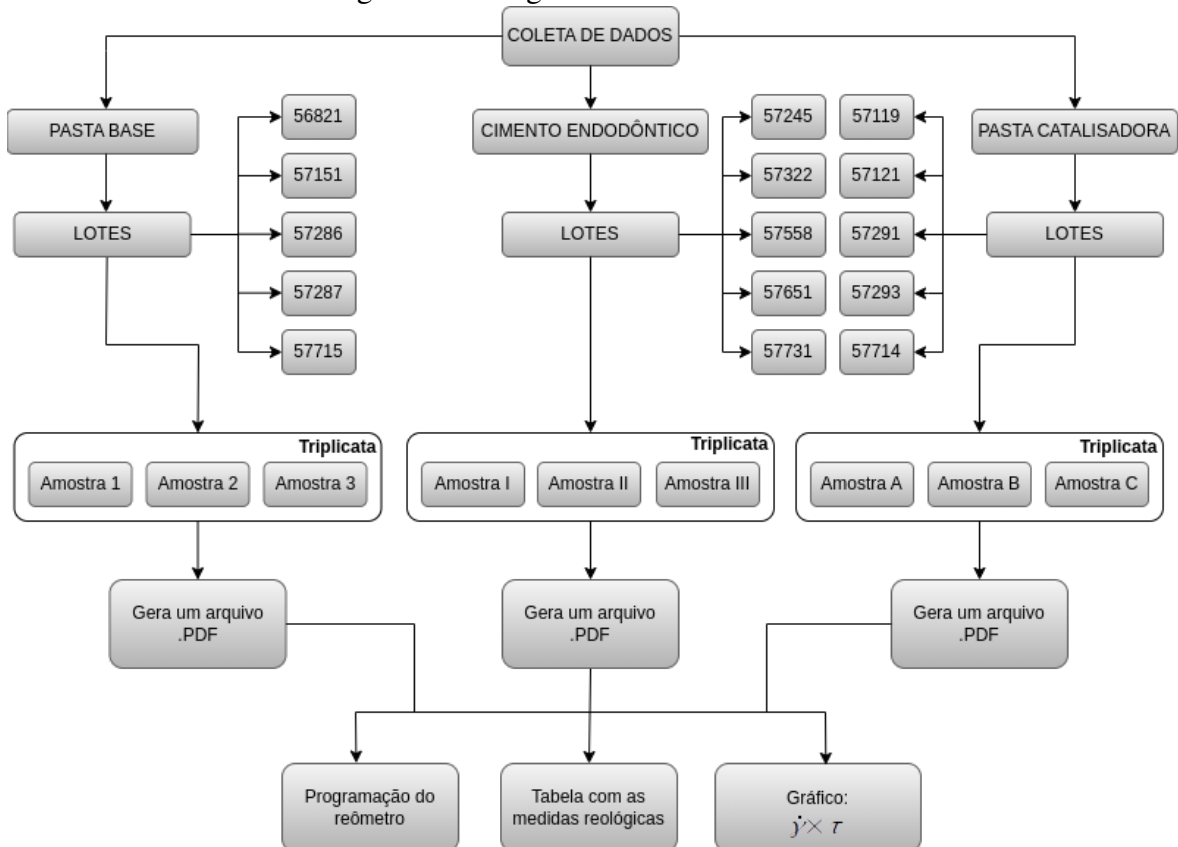 COLETA DE DADOS
PASTA BASE
CIMENTO ENDODÔNTICO
PASTA CATALISADORA
LOTES
LOTES
LOTES
56821
57151
57286
57287
57715
57245
57322
57558
57651
57731
57119
57121
57291
57293
57714
Triplicata
Amostra 1
Amostra 2
Amostra 3
Triplicata
Amostra I
Amostra II
Amostra III
Triplicata
Amostra A
Amostra B
Amostra C
Gera um arquivo
.PDF
Gera um arquivo
.PDF
Gera um arquivo
.PDF
Programação do
reômetro
Tabela com as
medidas reológicas
Gráfico:
γ̇ × τ